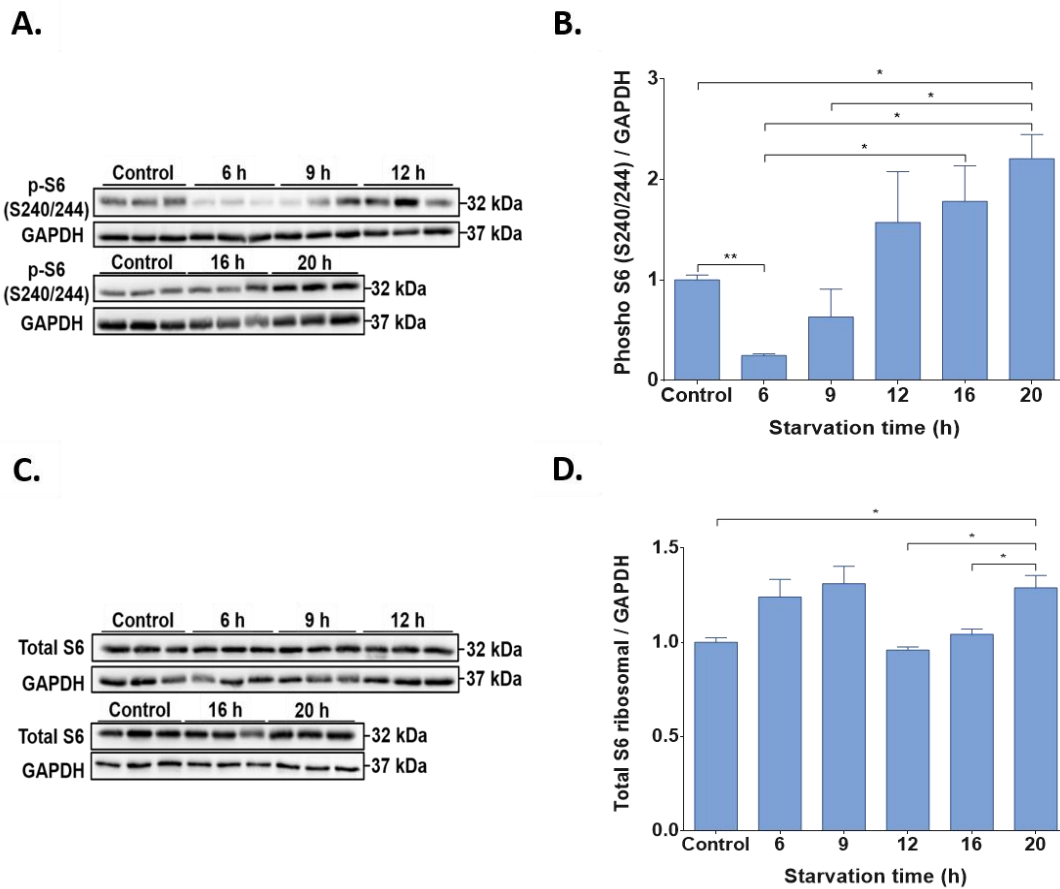 A.
Control 6 h 9 h 12 h
p-S6
(S240/244)
32 kDa
GAPDH
37 kDa
Control 16 h 20 h
p-S6
(S240/244)
32 kDa
GAPDH
37 kDa
B.
Phosho S6 (S240/244) / GAPDH
3
2
1
0
*
*
*
*
**
Control 6 9 12 16 20
Starvation time (h)
C.
Control 6 h 9 h 12 h
Total S6
32 kDa
GAPDH
37 kDa
Control 16 h 20 h
Total S6
32 kDa
GAPDH
37 kDa
D.
Total S6 ribosomal / GAPDH
1.5
1.0
0.5
0.0
*
*
*
Control 6 9 12 16 20
Starvation time (h)